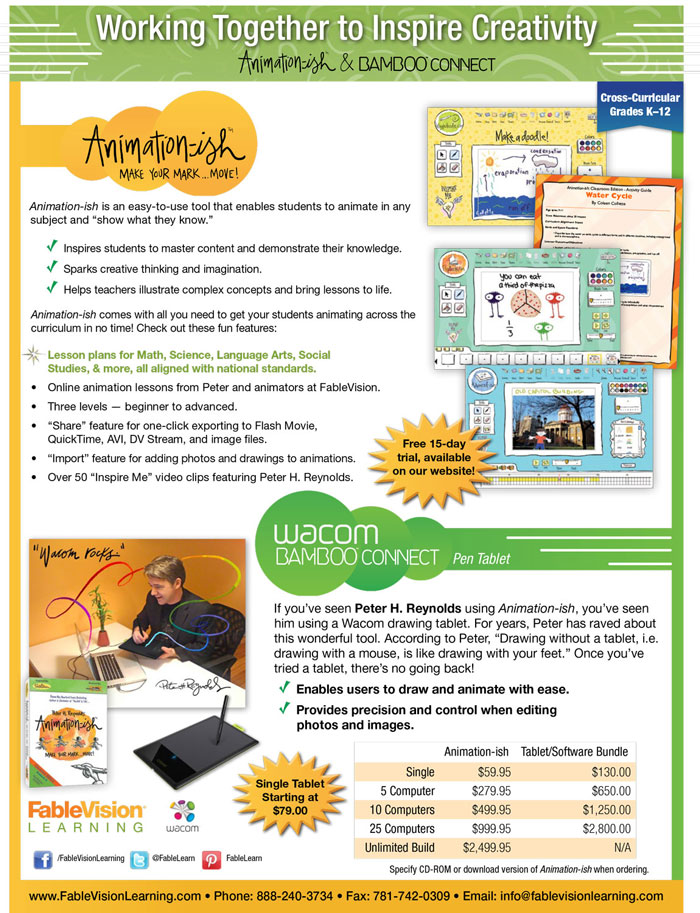 Working Together to Inspire Creativity
Animation-ish™ & BAMBOO™ CONNECT
Cross-Curricular
Grades K–12
Animation-ish™
MAKE YOUR MARK...MOVE!
Animation-ish is an easy-to-use tool that enables students to animate in any
subject and “show what they know.”
Inspires students to master content and demonstrate their knowledge.
Sparks creative thinking and imagination.
Helps teachers illustrate complex concepts and bring lessons to life.
Animation-ish comes with all you need to get your students animating across the
curriculum in no time! Check out these fun features:
Lesson plans for Math, Science, Language Arts, Social
Studies, & more, all aligned with national standards.
• Online animation lessons from Peter and animators at FableVision.
• Three levels — beginner to advanced.
• “Share” feature for one-click exporting to Flash Movie,
QuickTime, AVI, DV Stream, and image files.
• “Import” feature for adding photos and drawings to animations.
• Over 50 “Inspire Me” video clips featuring Peter H. Reynolds.
Make a doodle!
evaporation
condensation
Water Cycle
By Colleen Collazo
you can eat
a third of the pizza
1/3
Free 15-day
trial, available
on our website!
wacom
BAMBOO™ CONNECT Pen Tablet
"Wacom rocks."
Peter H Reynolds
If you’ve seen Peter H. Reynolds using Animation-ish, you’ve seen
him using a Wacom drawing tablet. For years, Peter has raved about
this wonderful tool. According to Peter, “Drawing without a tablet, i.e.
drawing with a mouse, is like drawing with your feet.” Once you’ve
tried a tablet, there’s no going back!
Enables users to draw and animate with ease.
Provides precision and control when editing
photos and images.
Peter H. Reynolds
Animation-ish
MAKE YOUR MARK...MOVE!
Single Tablet
Starting at
$79.00
Animation-ish Tablet/Software Bundle
Single $59.95 $130.00
5 Computer $279.95 $650.00
10 Computers $499.95 $1,250.00
25 Computers $999.95 $2,800.00
Unlimited Build $2,499.95 N/A
Specify CD-ROM or download version of Animation-ish when ordering.
FableVision®
LEARNING
wacom
/FableVisionLearning @FableLearn FableLearn
www.FableVisionLearning.com • Phone: 888-240-3734 • Fax: 781-742-0309 • Email: info@fablevisionlearning.com